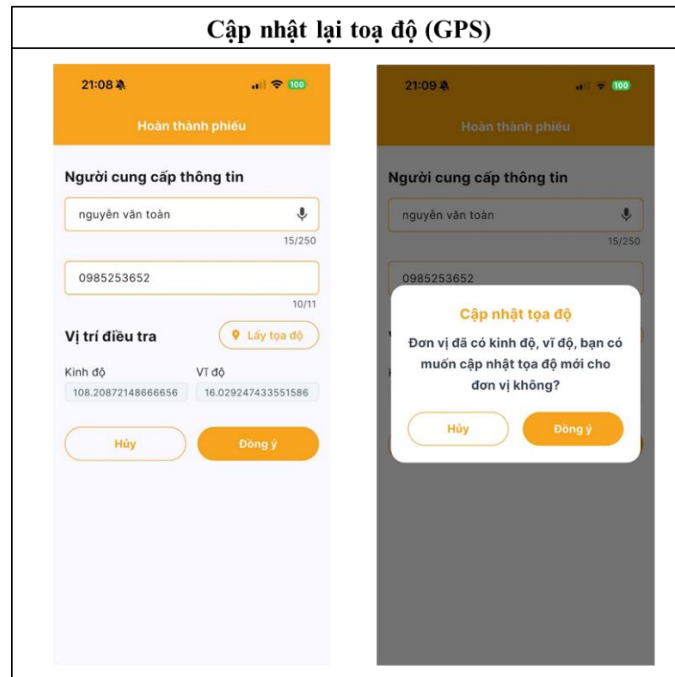 Cập nhật lại toạ độ (GPS)
21:08
100
Hoàn thành phiếu
Người cung cấp thông tin
nguyễn văn toàn
15/250
0985253652
10/11
Vị trí điều tra
Lấy tọa độ
Kinh độ
Vĩ độ
108.20872148666656
16.029247433551586
Hủy
Đồng ý
21:09
100
Hoàn thành phiếu
Người cung cấp thông tin
nguyễn văn toàn
15/250
0985253652
Cập nhật tọa độ
Đơn vị đã có kinh độ, vĩ độ, bạn có
muốn cập nhật tọa độ mới cho
đơn vị không?
Hủy
Đồng ý